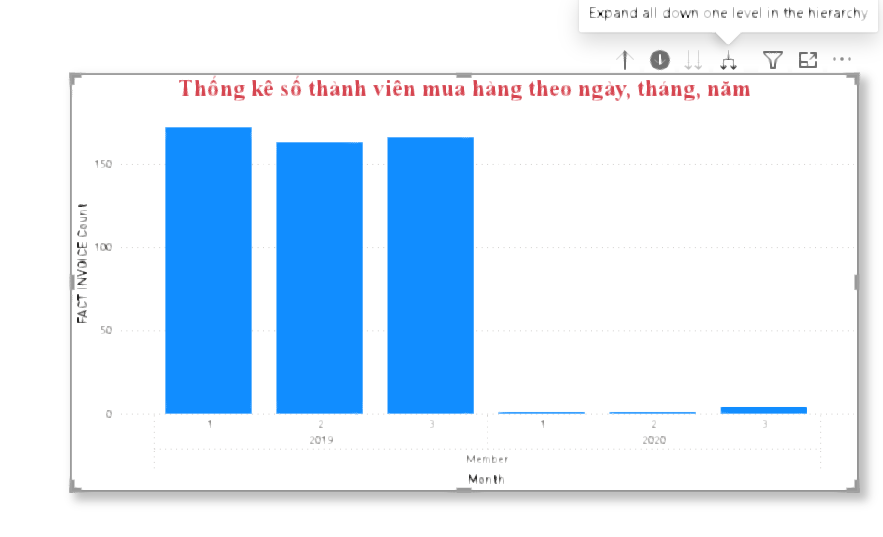 Expand all down one level in the hierarchy
Thống kê số thành viên mua hàng theo ngày, tháng, năm
FACT INVOICE Count
150
100
50
0
1 2 3 1 2 3
2019 2020
Member
Month